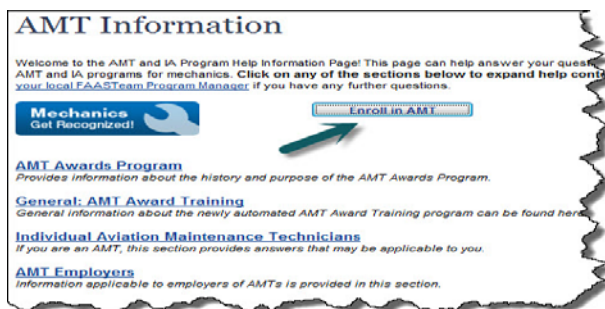 AMT Information
Welcome to the AMT and IA Program Help Information Page! This page can help answer your
AMT and IA programs for mechanics. Click on any of the sections below to expand help
your local FAASTeam Program Manager if you have any further questions.
Mechanics
Get Recognized!
Enroll in AMT
AMT Awards Program
Provides information about the history and purpose of the AMT Awards Program.
General: AMT Award Training
General information about the newly automated AMT Award Training program can be found here
Individual Aviation Maintenance Technicians
If you are an AMT, this section provides answers that may be applicable to you.
AMT Employers
Information applicable to employers of AMTs is provided in this section.